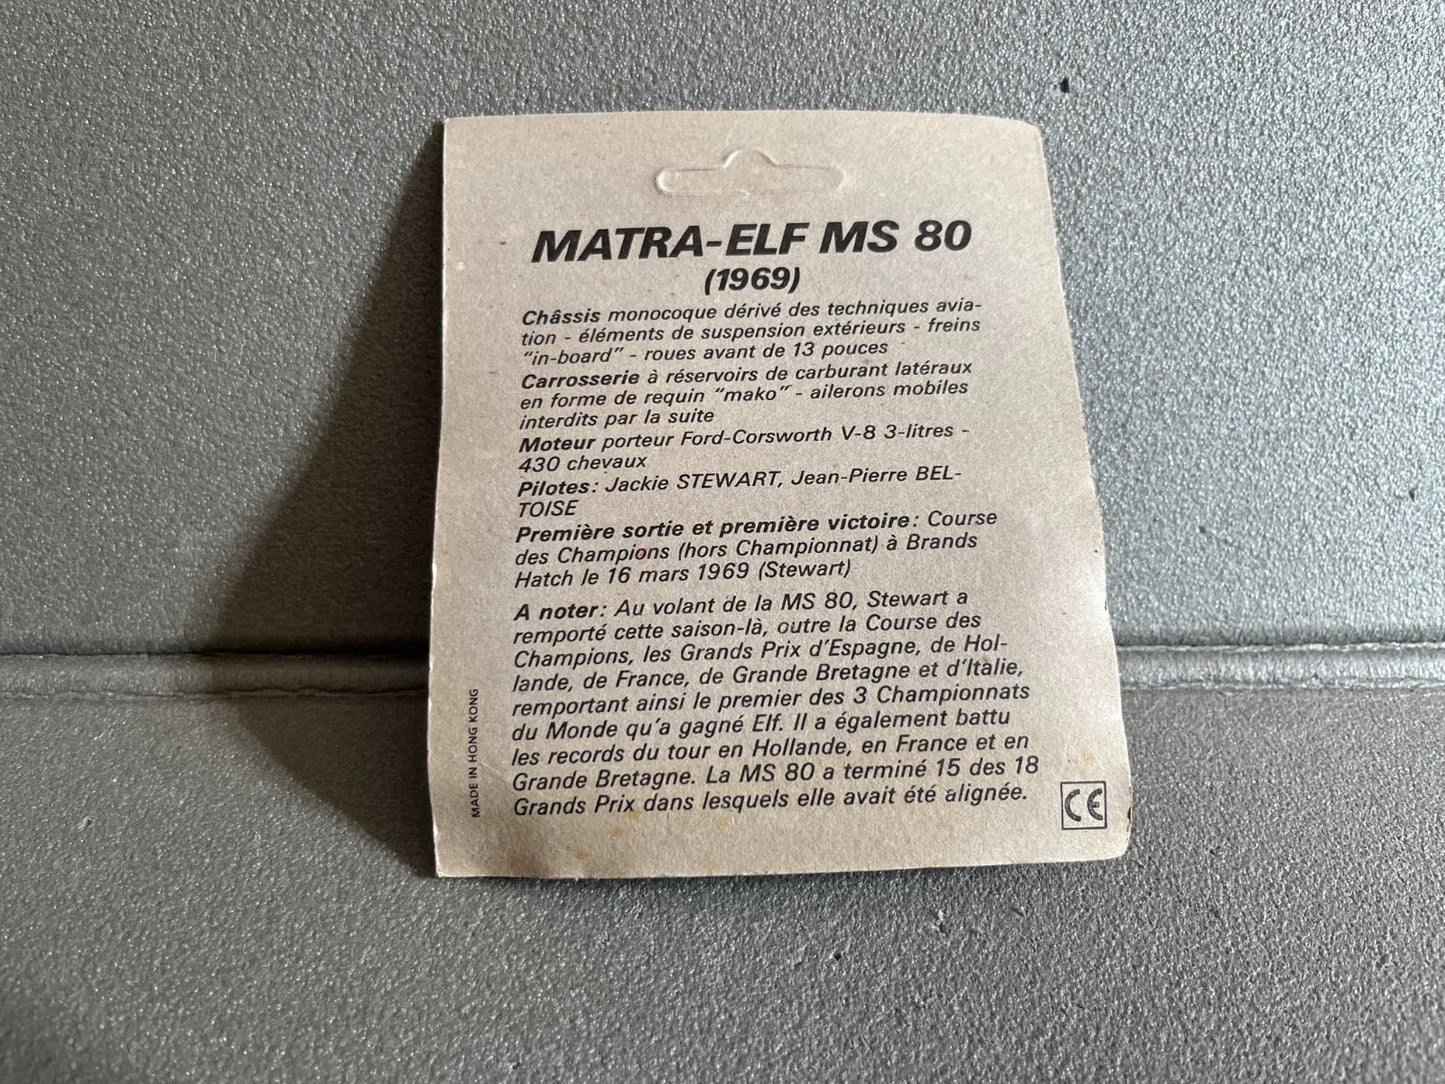 MATRA-ELF MS 80
(1969)
Châssis monocoque dérivé des techniques avia-
tion - éléments de suspension extérieurs - freins
"in-board" - roues avant de 13 pouces
Carrosserie à réservoirs de carburant latéraux
en forme de requin "mako" - ailerons mobiles
interdits par la suite
Moteur porteur Ford-Corsworth V-8 3-litres -
430 chevaux
Pilotes: Jackie STEWART, Jean-Pierre BEL-
TOISE
Première sortie et première victoire: Course
des Champions (hors Championnat) à Brands
Hatch le 16 mars 1969 (Stewart)
A noter: Au volant de la MS 80, Stewart a
remporté cette saison-là, outre la Course des
Champions, les Grands Prix d'Espagne, de Hol-
lande, de France, de Grande Bretagne et d'Italie,
remportant ainsi le premier des 3 Championnats
du Monde qu'a gagné Elf. Il a également battu
les records du tour en Hollande, en France et en
Grande Bretagne. La MS 80 a terminé 15 des 18
Grands Prix dans lesquels elle avait été alignée.
MADE IN HONG KONG
CE